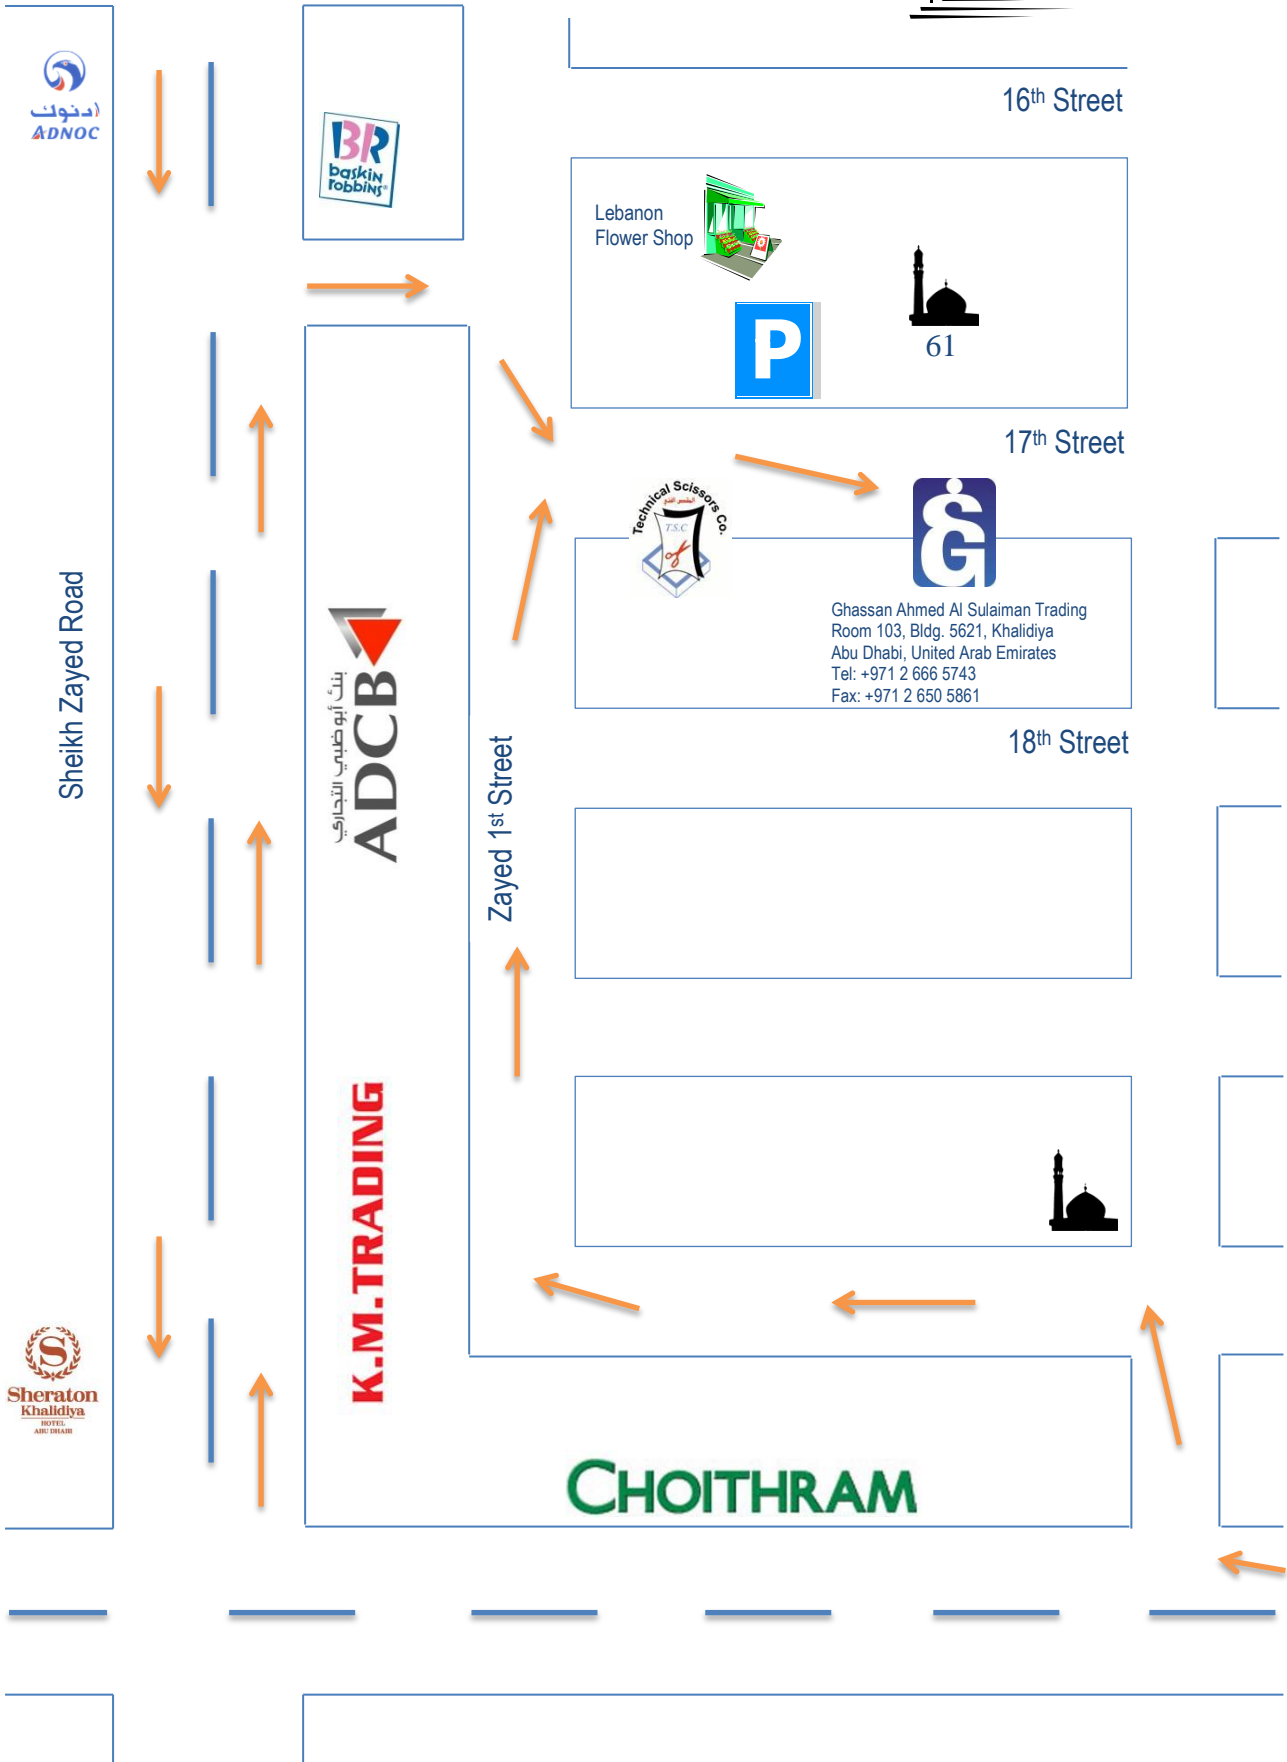 16th Street
أدنوك
ADNOC
BR
baskin
robbins®
Lebanon
Flower Shop
P
61
17th Street
Technical Scissors Co.
المقص الفني
T.S.C
Ghassan Ahmed Al Sulaiman Trading
Room 103, Bldg. 5621, Khalidiya
Abu Dhabi, United Arab Emirates
Tel: +971 2 666 5743
Fax: +971 2 650 5861
Sheikh Zayed Road
بنك أبوظبي التجاري
ADCB
Zayed 1st Street
18th Street
K.M.TRADING
S
Sheraton
Khalidiya
HOTEL
ABU DHABI
CHOITHRAM